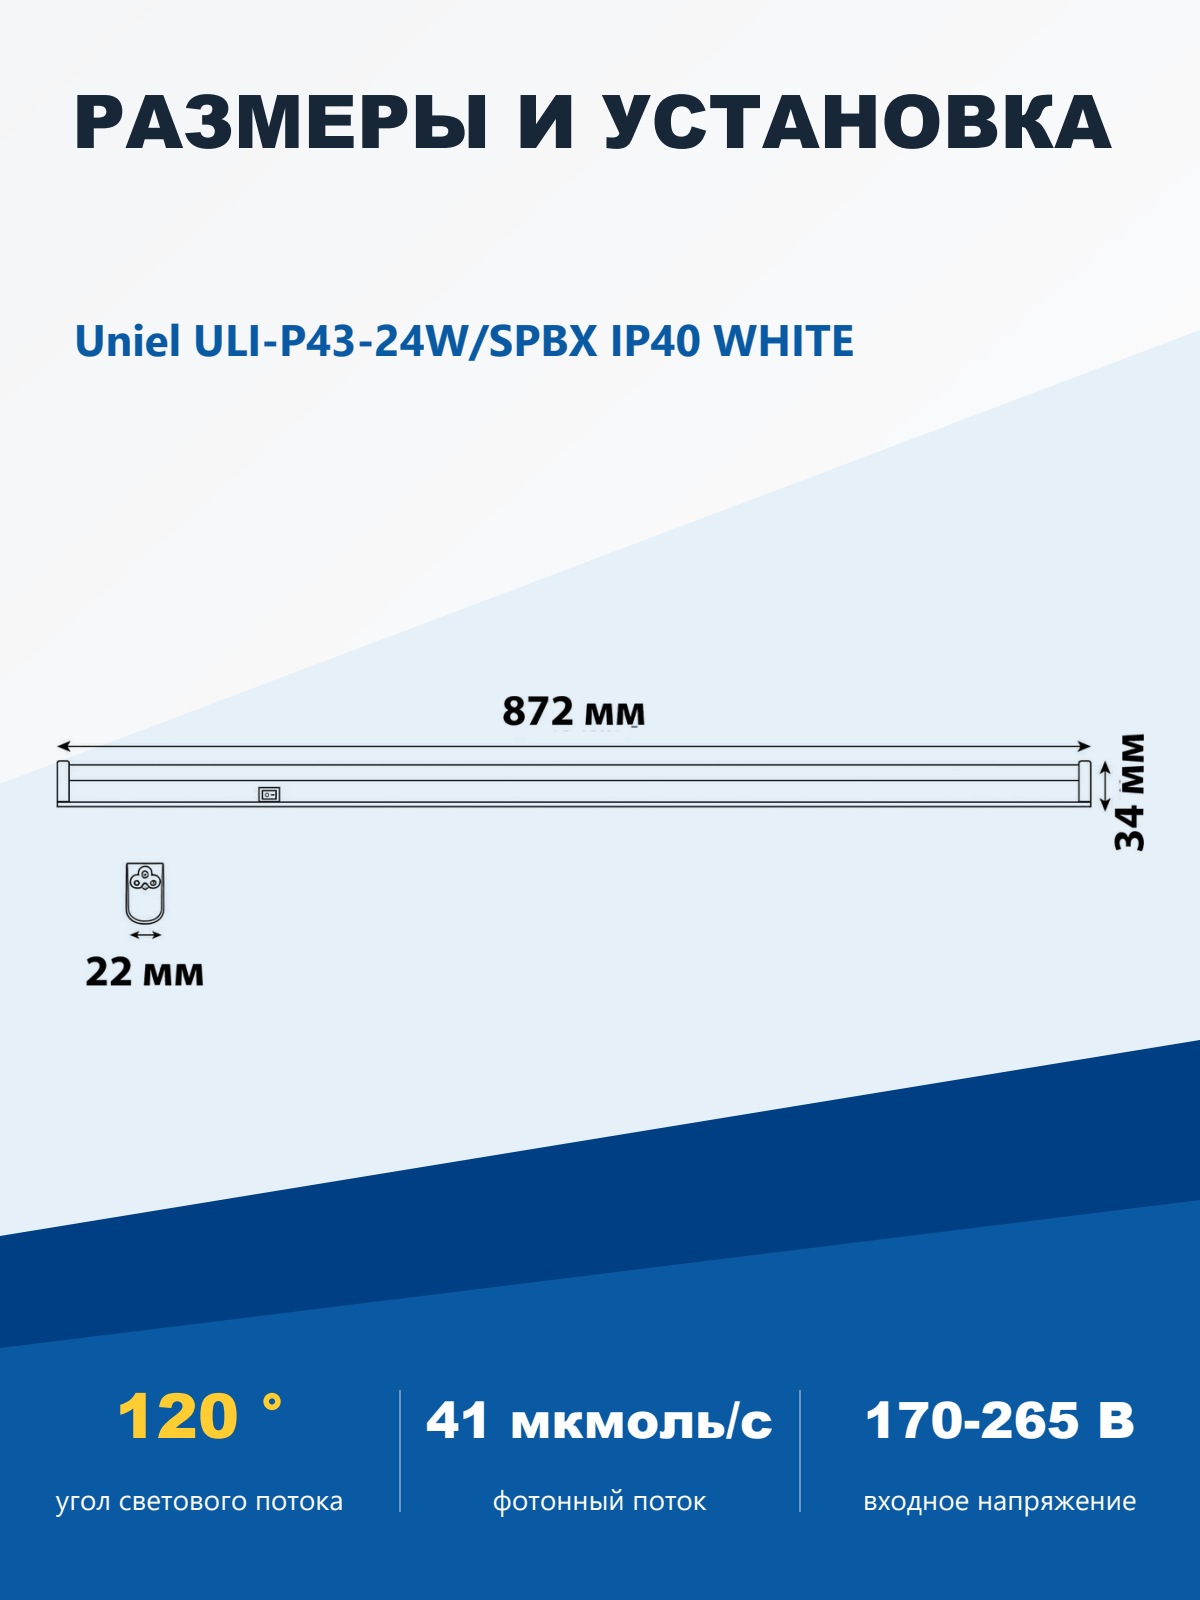 РАЗМЕРЫ И УСТАНОВКА
Uniel ULI-P43-24W/SPBX IP40 WHITE
872 мм
34 мм
22 мм
120 °
угол светового потока
41 мкмоль/с
фотонный поток
170-265 В
входное напряжение